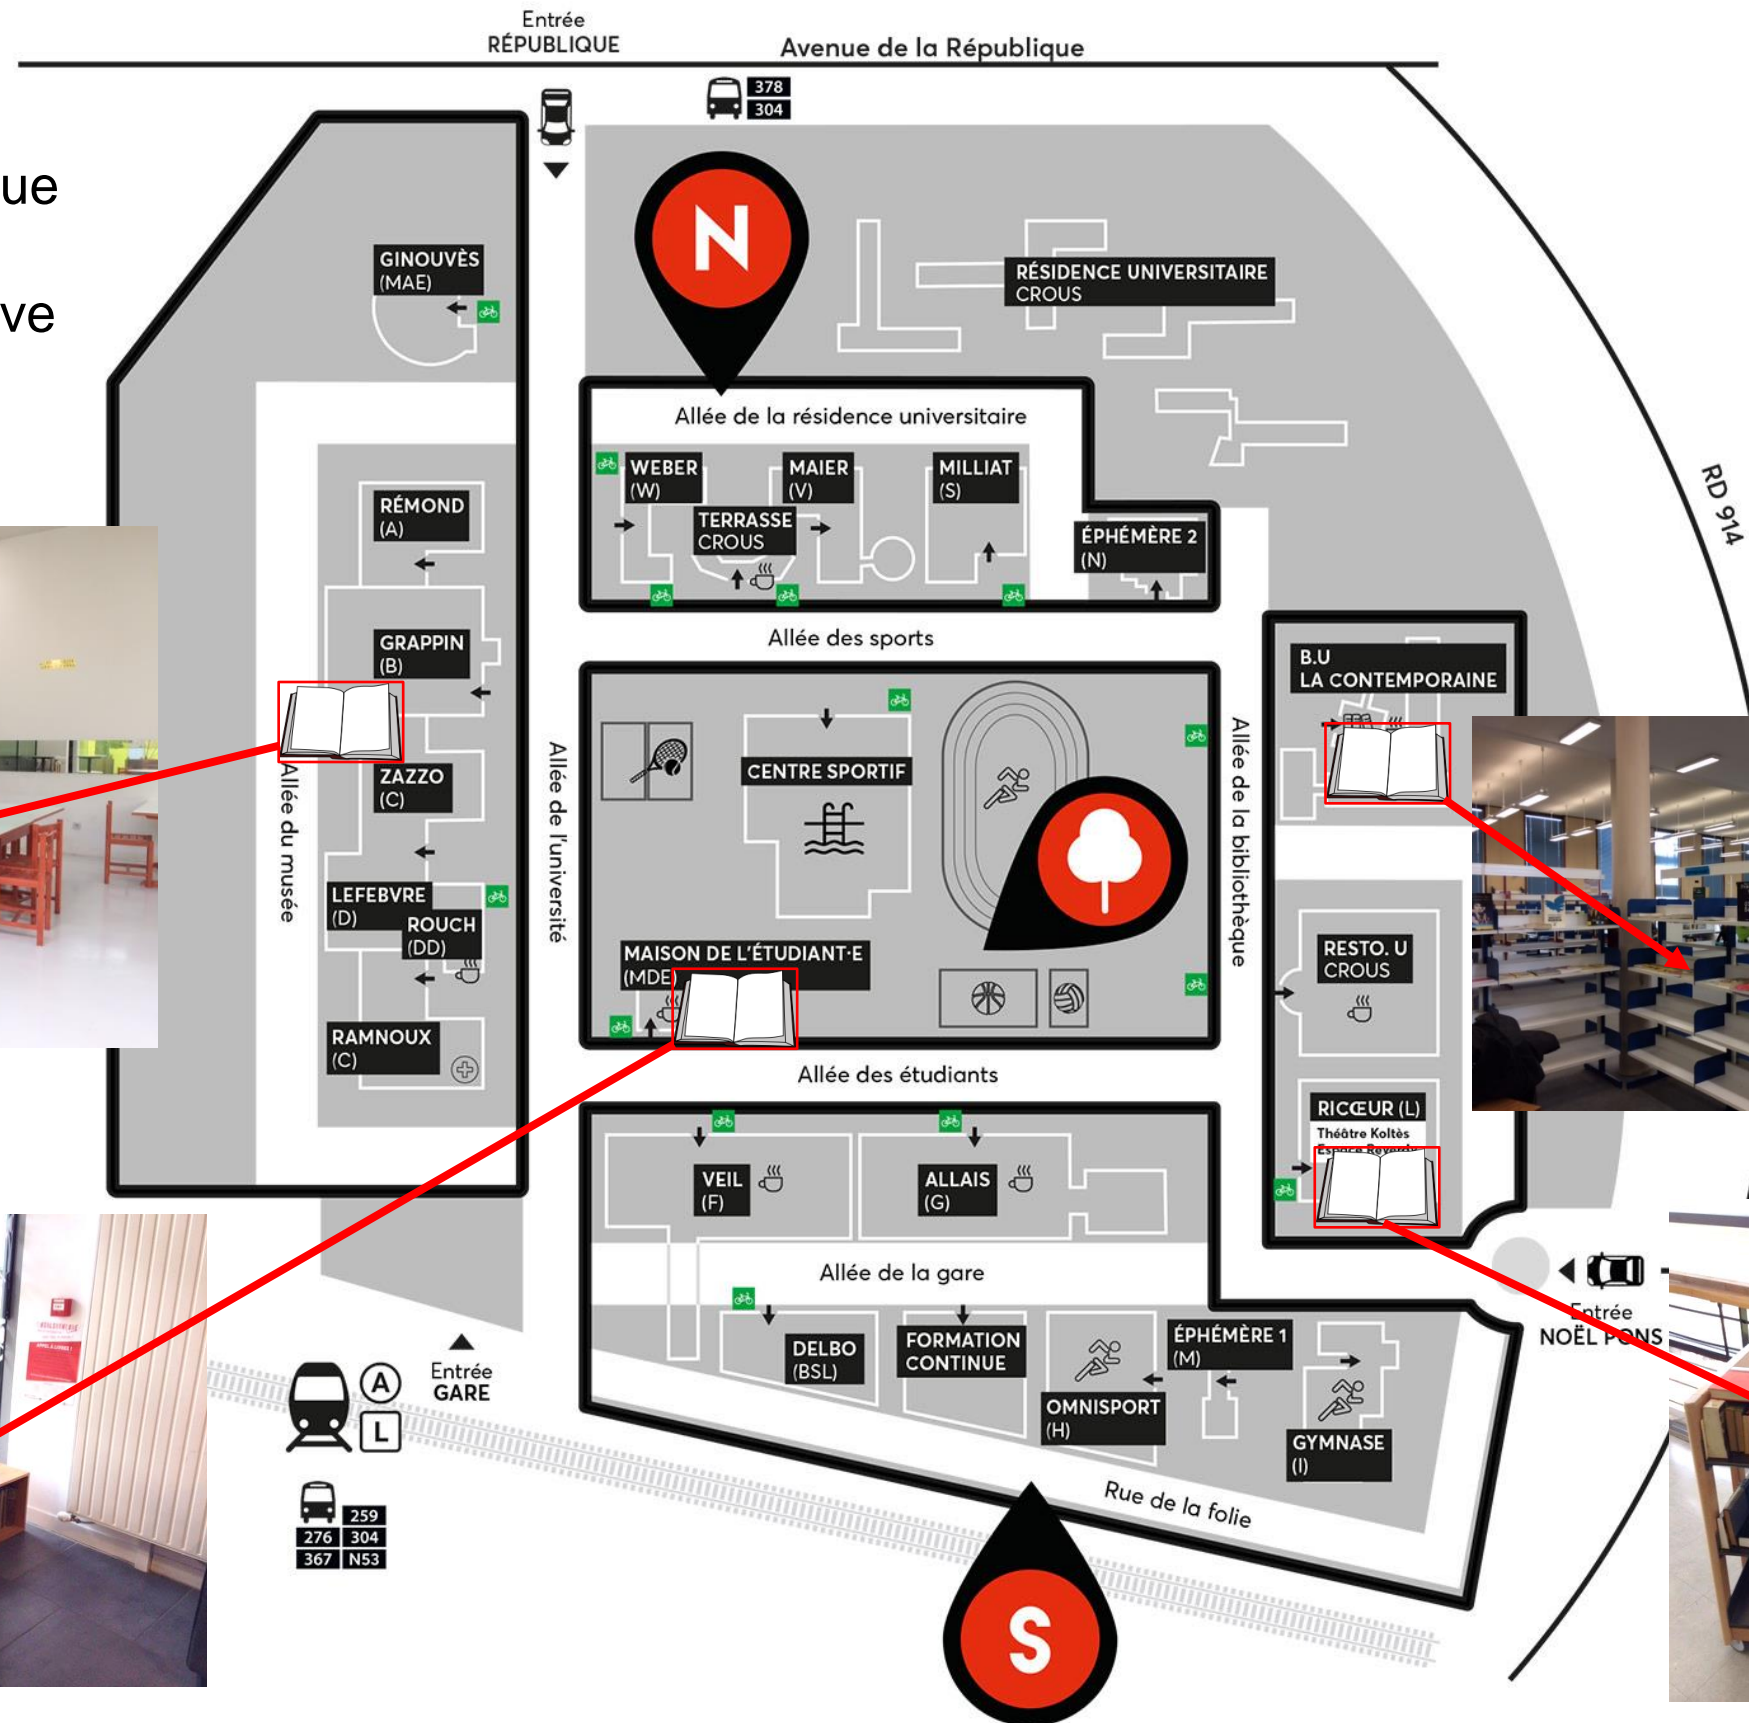 Entrée
RÉPUBLIQUE
Avenue de la République
378
304
ue
ve
N
GINOUVÈS
(MAE)
RÉSIDENCE UNIVERSITAIRE
CROUS
RD 914
Allée de la résidence universitaire
WEBER
(W)
MAIER
(V)
MILLIAT
(S)
TERRASSE
CROUS
ÉPHÉMÈRE 2
(N)
RÉMOND
(A)
GRAPPIN
(B)
Allée des sports
B.U
LA CONTEMPORAINE
ZAZZO
(C)
Allée du musée
Allée de l'université
CENTRE SPORTIF
Allée de la bibliothèque
LEFEBVRE
(D)
ROUCH
(DD)
MAISON DE L'ÉTUDIANT·E
(MDE)
RESTO. U
CROUS
RAMNOUX
(C)
Allée des étudiants
RICŒUR (L)
Théâtre Koltès
Espace Reverdy
VEIL
(F)
ALLAIS
(G)
Allée de la gare
Entrée
NOËL PONS
DELBO
(BSL)
FORMATION
CONTINUE
ÉPHÉMÈRE 1
(M)
OMNISPORT
(H)
GYMNASE
(I)
Entrée
GARE
A
L
259
276 304
367 N53
Rue de la folie
S